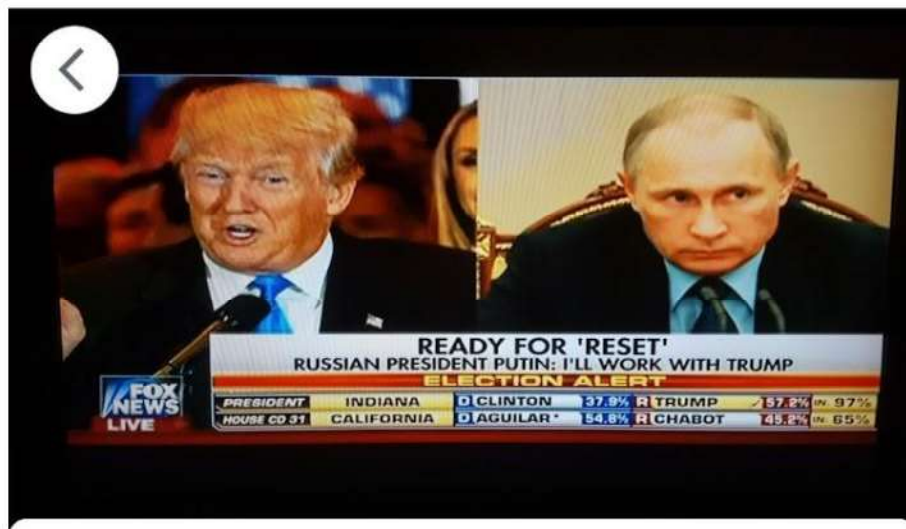 READY FOR 'RESET'
RUSSIAN PRESIDENT PUTIN: I'LL WORK WITH TRUMP
ELECTION ALERT
FOX
NEWS
LIVE
PRESIDENT INDIANA D CLINTON 37.9% R TRUMP ✓57.2% IN: 97%
HOUSE CD 31 CALIFORNIA D AGUILAR* 54.8% R CHABOT 45.2% IN: 65%